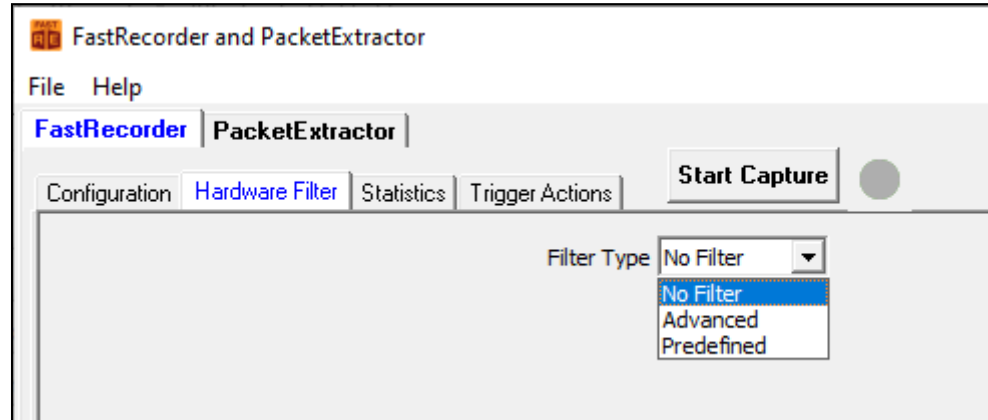 FastRecorder and PacketExtractor
File Help
FastRecorder PacketExtractor
Start Capture
Configuration Hardware Filter Statistics Trigger Actions
Filter Type No Filter
No Filter
Advanced
Predefined